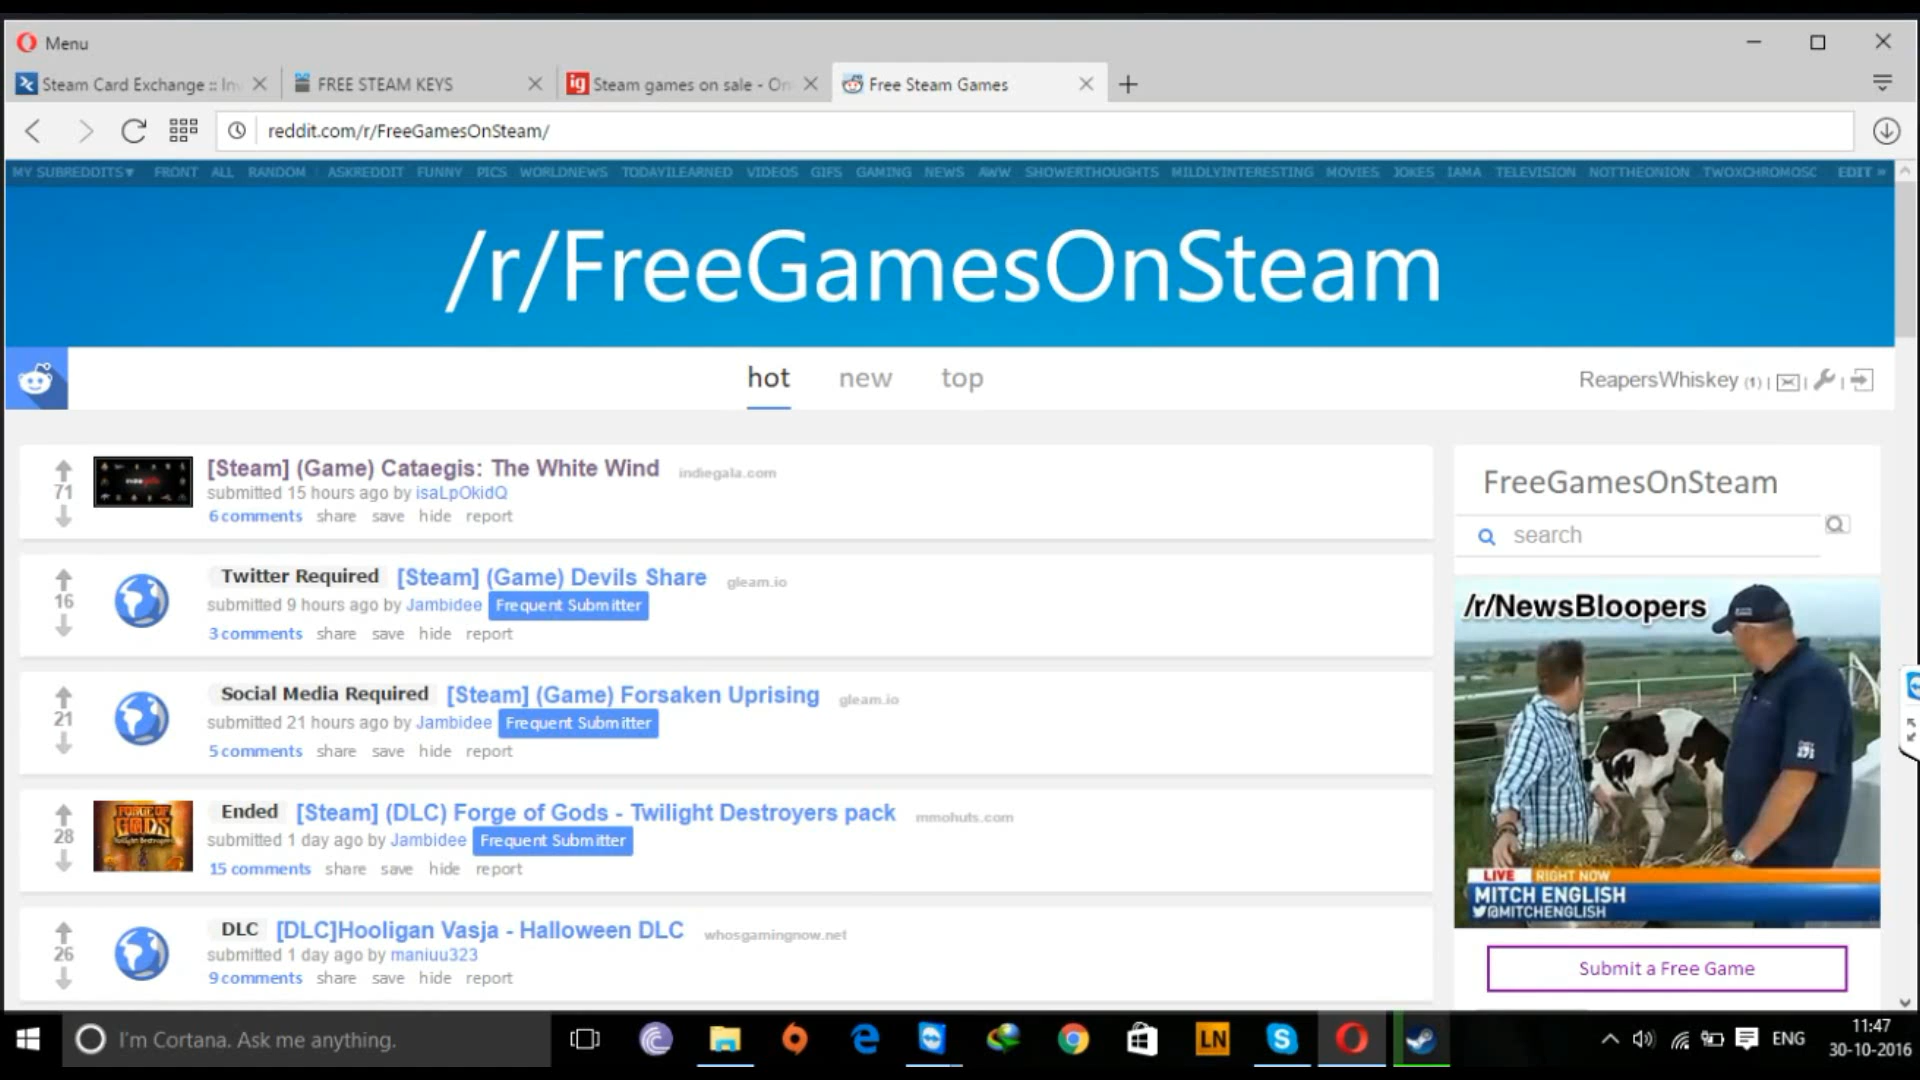 Menu
Steam Card Exchange :: In
FREE STEAM KEYS
ig Steam games on sale - On
Free Steam Games
reddit.com/r/FreeGamesOnSteam/
MY SUBREDDITS▼ FRONT ALL RANDOM | ASKREDDIT FUNNY PICS WORLDNEWS TODAYILEARNED VIDEOS GIFS GAMING NEWS AWW SHOWERTHOUGHTS MILDLYINTERESTING MOVIES JOKES IAMA TELEVISION NOTTHEONION TWOXCHROMOSC EDIT »
/r/FreeGamesOnSteam
hot new top
ReapersWhiskey (1) | | |
71
[Steam] (Game) Cataegis: The White Wind indiegala.com
submitted 15 hours ago by isaLpOkidQ
6 comments share save hide report
16
Twitter Required [Steam] (Game) Devils Share gleam.io
submitted 9 hours ago by Jambidee Frequent Submitter
3 comments share save hide report
21
Social Media Required [Steam] (Game) Forsaken Uprising gleam.io
submitted 21 hours ago by Jambidee Frequent Submitter
5 comments share save hide report
28
FORGE OF
GODS
Ended [Steam] (DLC) Forge of Gods - Twilight Destroyers pack mmohuts.com
submitted 1 day ago by Jambidee Frequent Submitter
15 comments share save hide report
26
DLC [DLC]Hooligan Vasja - Halloween DLC whosgamingnow.net
submitted 1 day ago by maniuu323
9 comments share save hide report
FreeGamesOnSteam
search
/r/NewsBloopers
LIVE RIGHT NOW
MITCH ENGLISH
@MITCHENGLISH
Submit a Free Game
I'm Cortana. Ask me anything.
LN
ENG
11:47
30-10-2016